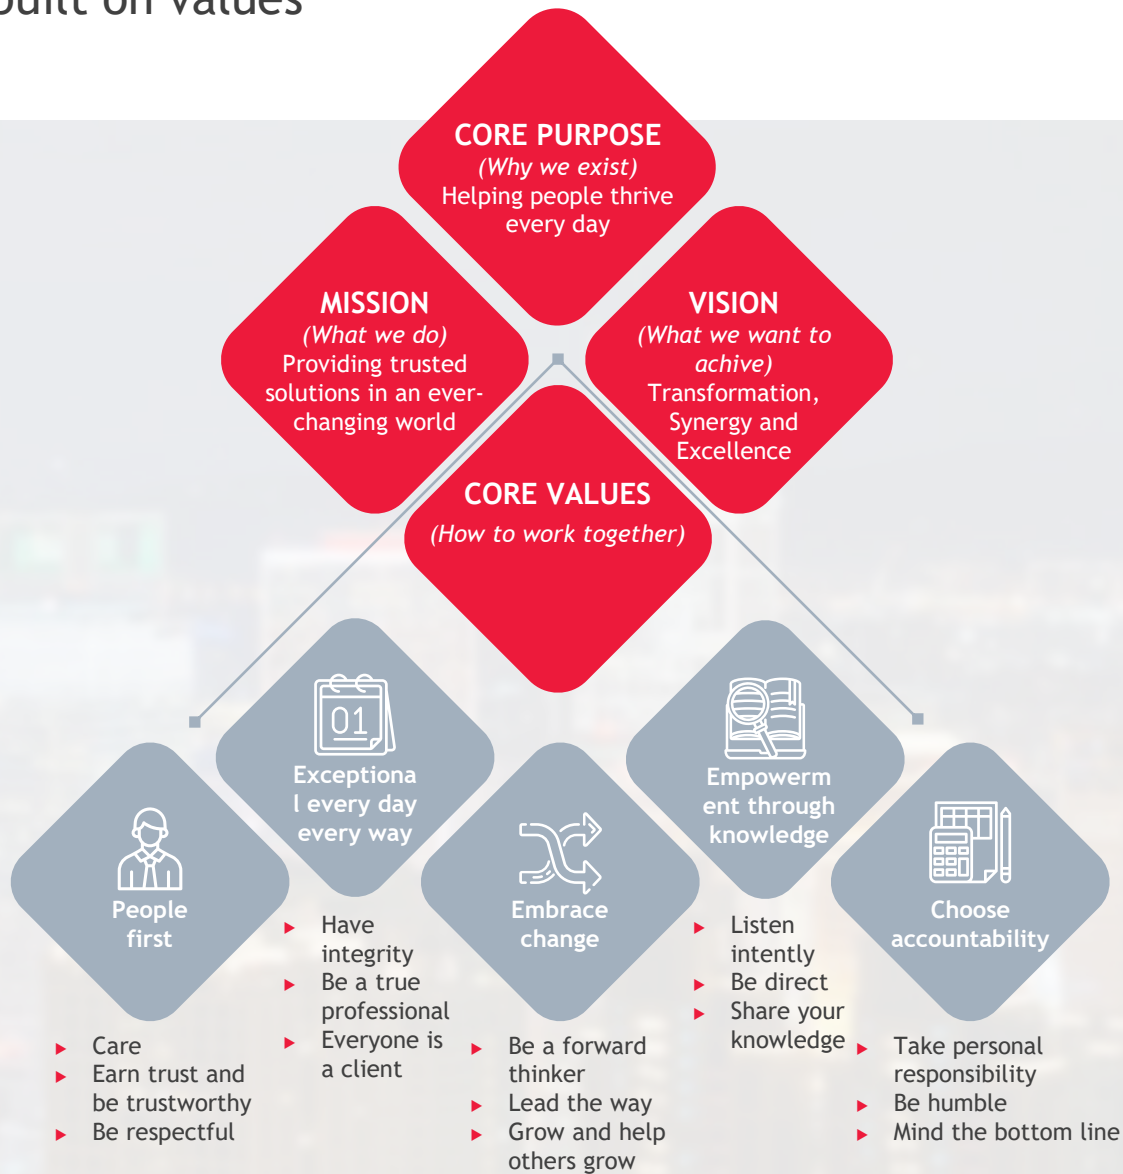 built on values
CORE PURPOSE
(Why we exist)
Helping people thrive
every day
MISSION
(What we do)
Providing trusted
solutions in an ever-
changing world
VISION
(What we want to
achive)
Transformation,
Synergy and
Excellence
CORE VALUES
(How to work together)
People
first
▸ Care
▸ Earn trust and
be trustworthy
▸ Be respectful
01
Exceptiona
l every day
every way
▸ Have
integrity
▸ Be a true
professional
▸ Everyone is
a client
Embrace
change
▸ Be a forward
thinker
▸ Lead the way
▸ Grow and help
others grow
Empowerm
ent through
knowledge
▸ Listen
intently
▸ Be direct
▸ Share your
knowledge
Choose
accountability
▸ Take personal
responsibility
▸ Be humble
▸ Mind the bottom line